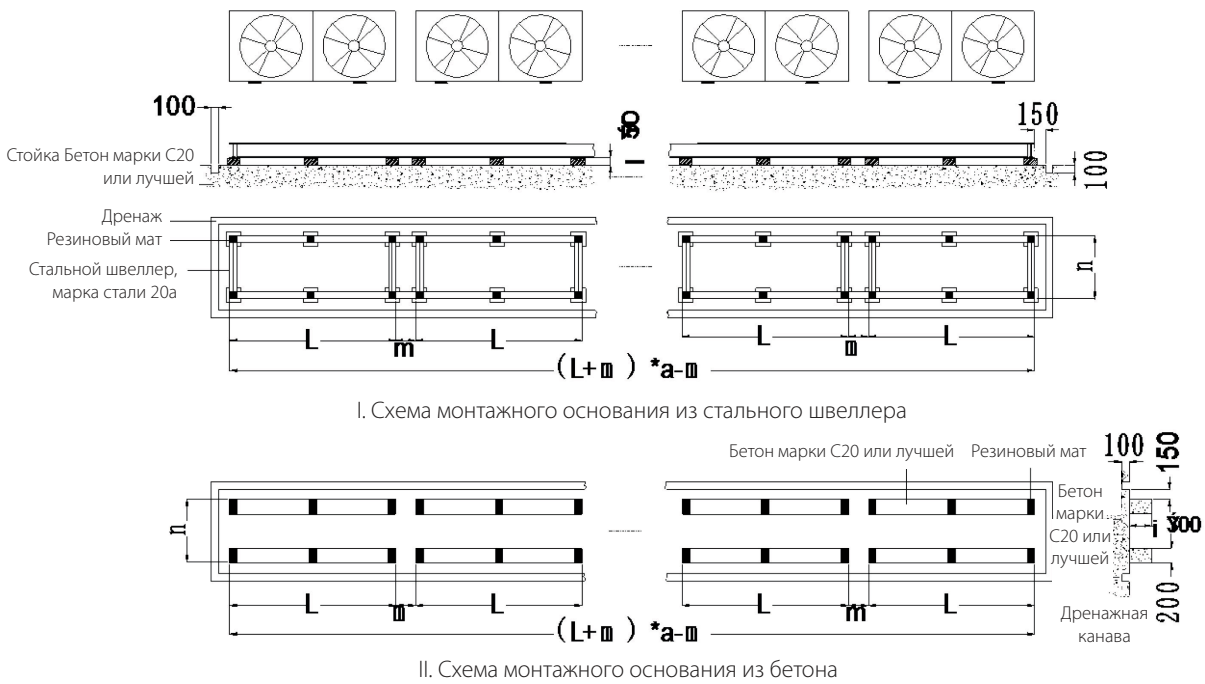 100
150
Стойка Бетон марки С20
или лучшей
100
Дренаж
Резиновый мат
Стальной швеллер,
марка стали 20а
n
L
m
L
L
m
L
(L+m) *a-m
I. Схема монтажного основания из стального швеллера
Бетон марки С20 или лучшей
Резиновый мат
100
150
n
Бетон
марки
С20 или
лучшей
200
L
m
L
L
m
L
(L+m) *a-m
Дренажная
канава
II. Схема монтажного основания из бетона